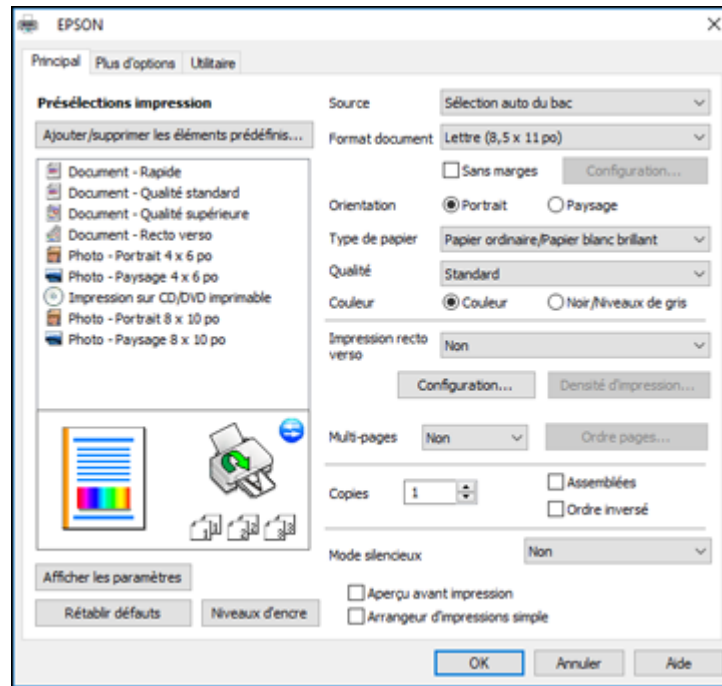 EPSON
Principal
Plus d'options
Utilitaire
Présélections impression
Ajouter/supprimer les éléments prédéfinis...
Document - Rapide
Document - Qualité standard
Document - Qualité supérieure
Document - Recto verso
Photo - Portrait 4 x 6 po
Photo - Paysage 4 x 6 po
Impression sur CD/DVD imprimable
Photo - Portrait 8 x 10 po
Photo - Paysage 8 x 10 po
1 1 2 2 3 3
Afficher les paramètres
Rétablir défauts
Niveaux d'encre
Source
Sélection auto du bac
Format document
Lettre (8,5 x 11 po)
Sans marges
Configuration...
Orientation
Portrait
Paysage
Type de papier
Papier ordinaire/Papier blanc brillant
Qualité
Standard
Couleur
Couleur
Noir/Niveaux de gris
Impression recto
verso
Non
Configuration...
Densité d'impression...
Multi-pages
Non
Ordre pages...
Copies
1
Assemblées
Ordre inversé
Mode silencieux
Non
Aperçu avant impression
Arrangeur d'impressions simple
OK
Annuler
Aide